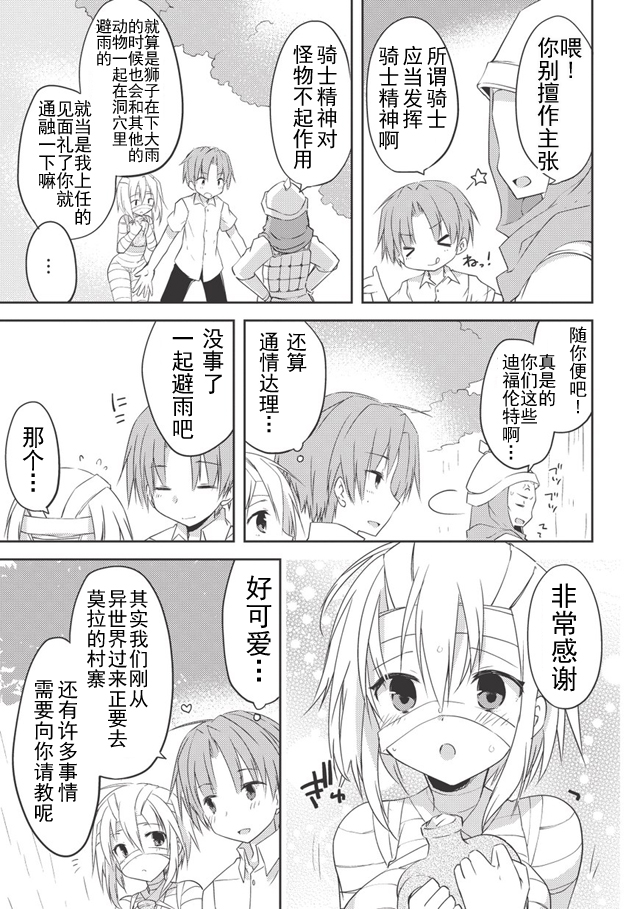 喂！
你别擅作主张
所谓骑士
应当发挥
骑士精神啊
ねっ！
骑士精神对
怪物不起作用
就算是狮子在下大雨
的时候也会和其他的
动物一起在洞穴里
避雨的
就当是我上任的
见面礼了你就
通融一下嘛
…
随你便吧！
真是的
你们这些
迪福伦特
啊…
还算
通情达理…
没事了
一起避雨吧
那个…
非常感谢
好可爱…
其实我们刚从
异世界过来正要去
莫拉的村寨
还有许多事情
需要向你请教呢